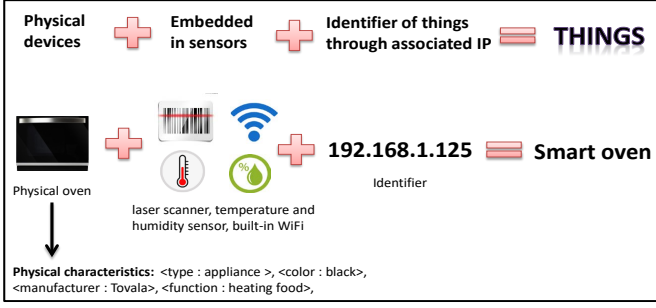 Physical devices
Embedded in sensors
Identifier of things through associated IP
THINGS
%
192.168.1.125
Smart oven
Physical oven
Identifier
laser scanner, temperature and
humidity sensor, built-in WiFi
Physical characteristics: <type : appliance >, <color : black>,
<manufacturer : Tovala>, <function : heating food>,